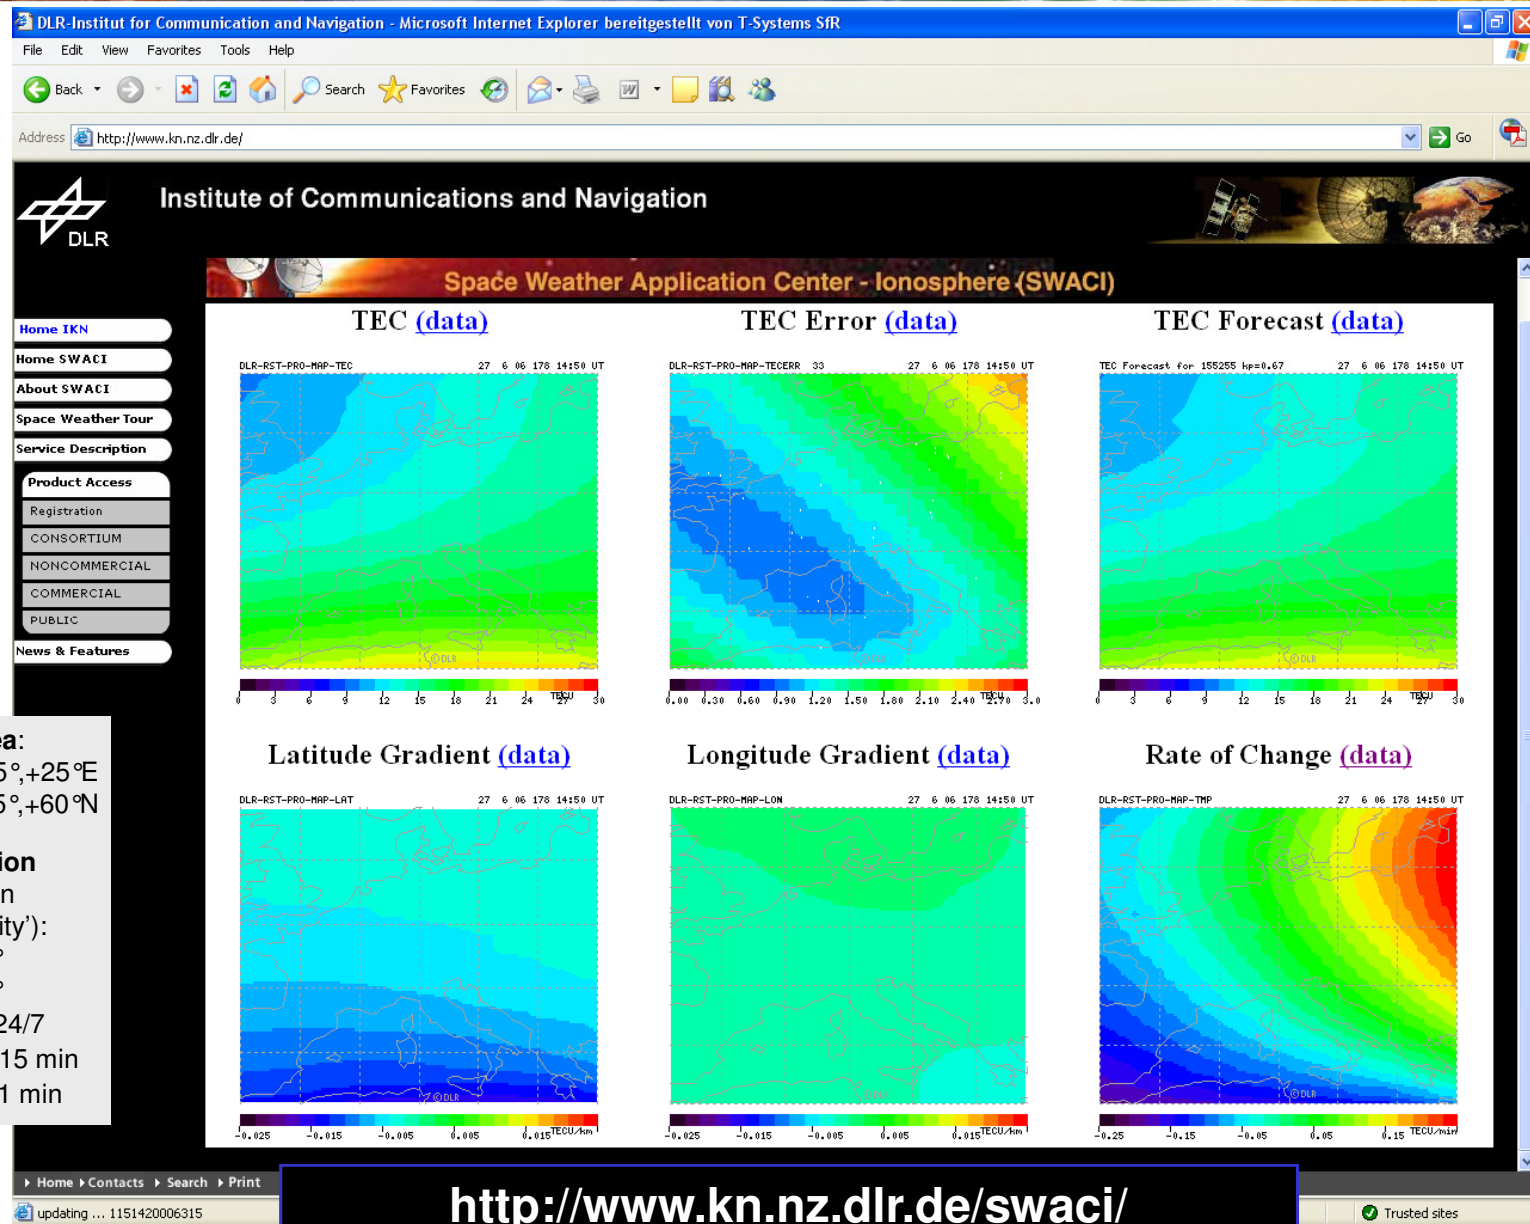 DLR-Institut for Communication and Navigation - Microsoft Internet Explorer bereitgestellt von T-Systems SfR
File Edit View Favorites Tools Help
Back Search Favorites
Address http://www.kn.nz.dlr.de/ Go
DLR
Institute of Communications and Navigation
Space Weather Application Center - Ionosphere (SWACI)
Home IKN
Home SWACI
About SWACI
Space Weather Tour
Service Description
Product Access
Registration
CONSORTIUM
NONCOMMERCIAL
COMMERCIAL
PUBLIC
News & Features
TEC (data)
DLR-RST-PRO-MAP-TEC 27 6 06 178 14:50 UT
©DLR
TECU
0 3 6 9 12 15 18 21 24 27 30
TEC Error (data)
DLR-RST-PRO-MAP-TECERR 33 27 6 06 178 14:50 UT
©DLR
TECU
0.00 0.30 0.60 0.90 1.20 1.50 1.80 2.10 2.40 2.70 3.0
TEC Forecast (data)
TEC Forecast for 155255 kp=0.67 27 6 06 178 14:50 UT
©DLR
TECU
0 3 6 9 12 15 18 21 24 27 30
Latitude Gradient (data)
DLR-RST-PRO-MAP-LAT 27 6 06 178 14:50 UT
©DLR
-0.025 -0.015 -0.005 0.005 0.015 TECU/km
Longitude Gradient (data)
DLR-RST-PRO-MAP-LON 27 6 06 178 14:50 UT
©DLR
-0.025 -0.015 -0.005 0.005 0.015 TECU/km
Rate of Change (data)
DLR-RST-PRO-MAP-TMP 27 6 06 178 14:50 UT
©DLR
-0.25 -0.15 -0.05 0.05 0.15 TECU/min
ea:
5°,+25°E
5°,+60°N
ion
n
ity’):
°
°
24/7
15 min
1 min
Home Contacts Search Print
http://www.kn.nz.dlr.de/swaci/
updating ... 1151420006315
Trusted sites